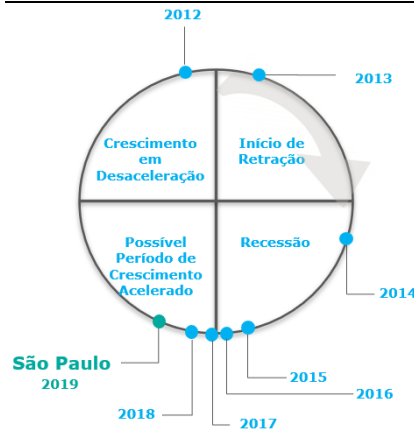 2012
2013
Crescimento
em
Desaceleração
Início de
Retração
Possível
Período de
Crescimento
Acelerado
Recessão
2014
São Paulo
2019
2015
2016
2018
2017